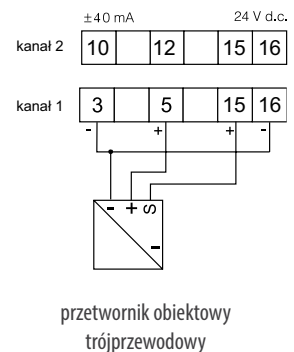 ±40 mA 24 V d.c.
kanał 2 10 12 15 16
kanał 1 3 5 15 16
- + + -
- + S
I
przetwornik obiektowy
trójprzewodowy